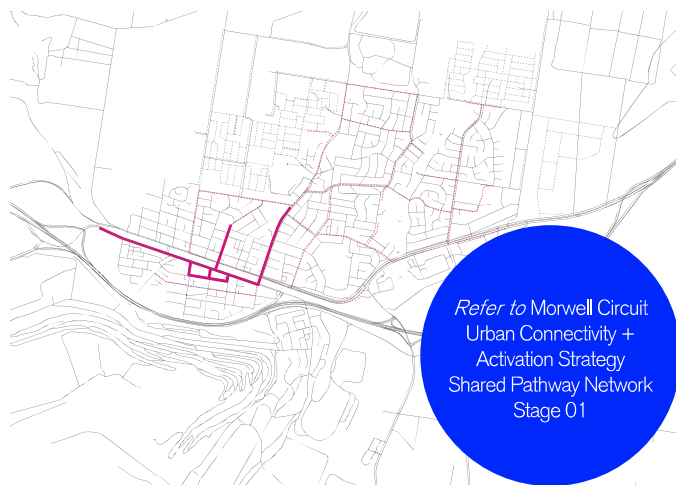 Refer to Morwell Circuit
Urban Connectivity +
Activation Strategy
Shared Pathway Network
Stage 01